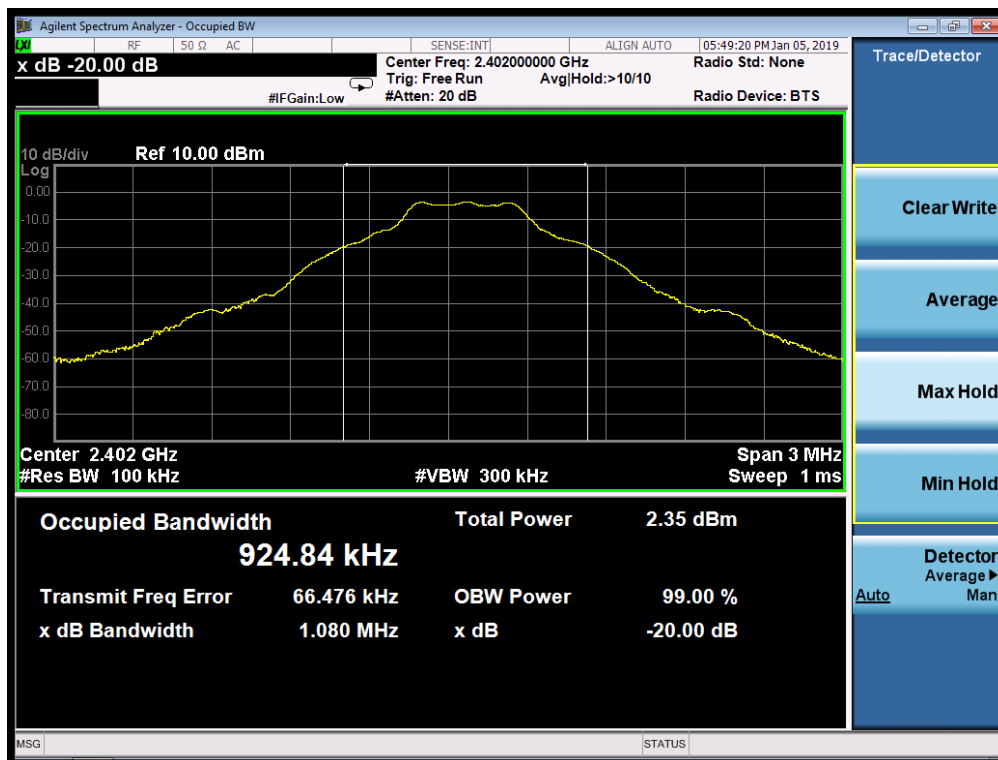 Agilent Spectrum Analyzer - Occupied BW
LXI RF 50 Ω AC SENSE:INT ALIGN AUTO 05:49:20 PM Jan 05, 2019
x dB -20.00 dB
Center Freq: 2.402000000 GHz
Radio Std: None
Trig: Free Run Avg|Hold:>10/10
#IFGain:Low #Atten: 20 dB Radio Device: BTS
10 dB/div Ref 10.00 dBm
Log
0.00
-10.0
-20.0
-30.0
-40.0
-50.0
-60.0
-70.0
-80.0
Center 2.402 GHz Span 3 MHz
#Res BW 100 kHz #VBW 300 kHz Sweep 1 ms
Occupied Bandwidth Total Power 2.35 dBm
924.84 kHz
Transmit Freq Error 66.476 kHz OBW Power 99.00 %
x dB Bandwidth 1.080 MHz x dB -20.00 dB
Trace/Detector
Clear Write
Average
Max Hold
Min Hold
Detector
Average
Auto Man
MSG STATUS